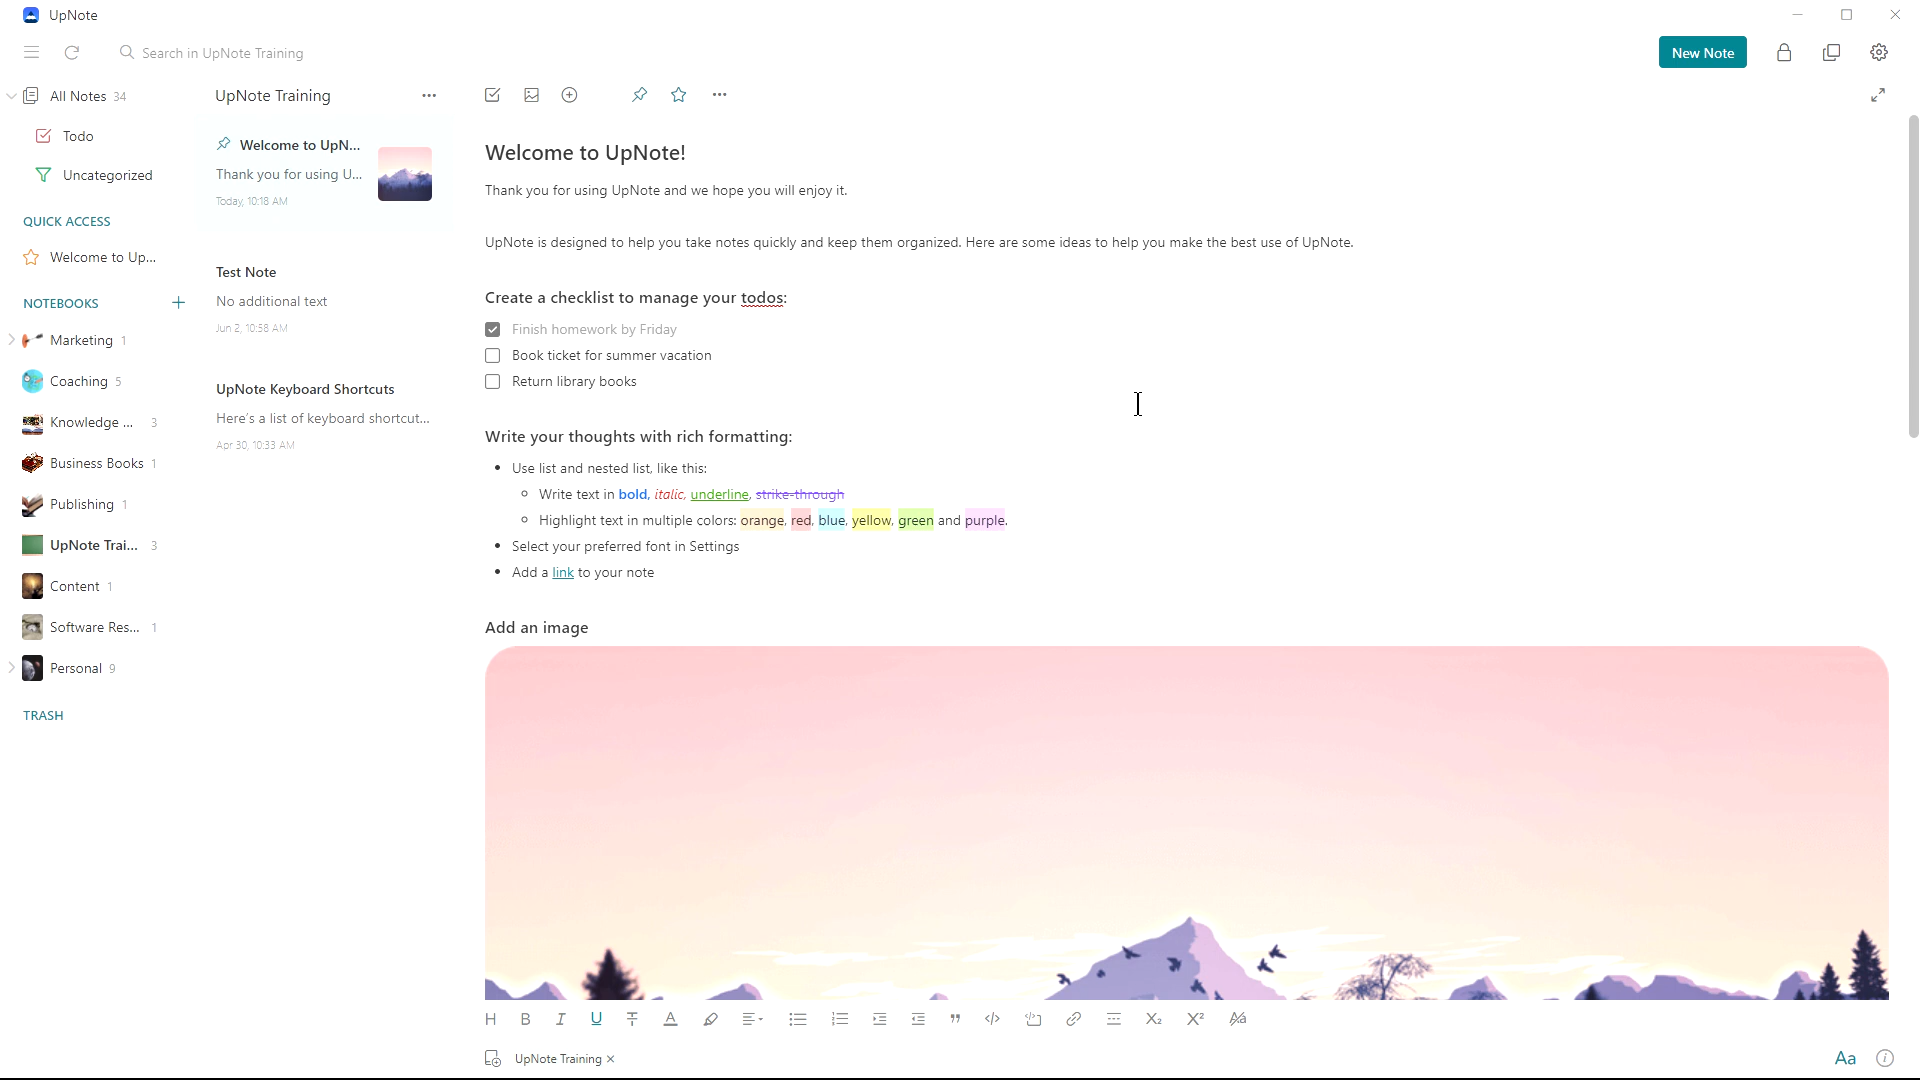 UpNote
Search in UpNote Training
New Note
All Notes 34
Todo
Uncategorized
QUICK ACCESS
Welcome to Up...
NOTEBOOKS
Marketing 1
Coaching 5
Knowledge ... 3
Business Books 1
Publishing 1
UpNote Trai... 3
Content 1
Software Res... 1
Personal 9
TRASH
UpNote Training
Welcome to UpN...
Thank you for using U...
Today, 10:18 AM
Test Note
No additional text
Jun 2, 10:58 AM
UpNote Keyboard Shortcuts
Here's a list of keyboard shortcut...
Apr 30, 10:33 AM
Welcome to UpNote!
Thank you for using UpNote and we hope you will enjoy it.
UpNote is designed to help you take notes quickly and keep them organized. Here are some ideas to help you make the best use of UpNote.
Create a checklist to manage your todos:
Finish homework by Friday
Book ticket for summer vacation
Return library books
Write your thoughts with rich formatting:
Use list and nested list, like this:
Write text in bold, italic, underline, strike-through
Highlight text in multiple colors: orange, red, blue, yellow, green and purple.
Select your preferred font in Settings
Add a link to your note
Add an image
H B I U T A X₂ X² Aa
UpNote Training ×
Aa